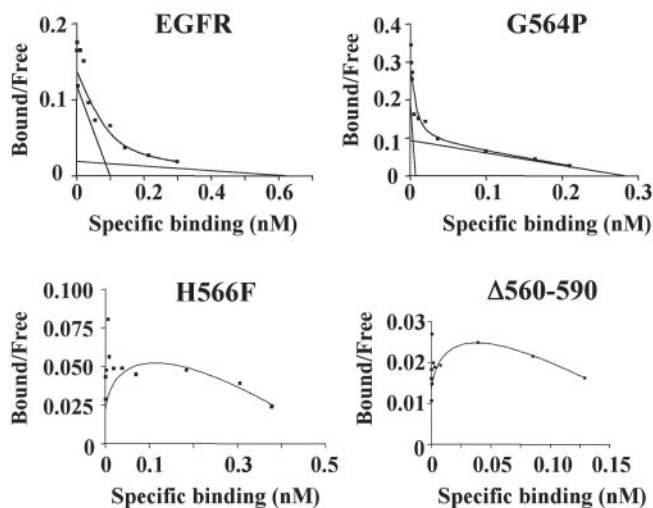 EGFR
G564P
Bound/Free
0.2
0.1
0
0 0.2 0.4 0.6 0.8
Specific binding (nM)
Bound/Free
0.4
0.3
0.2
0.1
0.0
0 0.1 0.2 0.3
Specific binding (nM)
H566F
Δ560-590
Bound/Free
0.100
0.075
0.050
0.025
0
0 0.1 0.3 0.5
Specific binding (nM)
Bound/Free
0.03
0.02
0.01
0
0 0.05 0.10 0.15
Specific binding (nM)